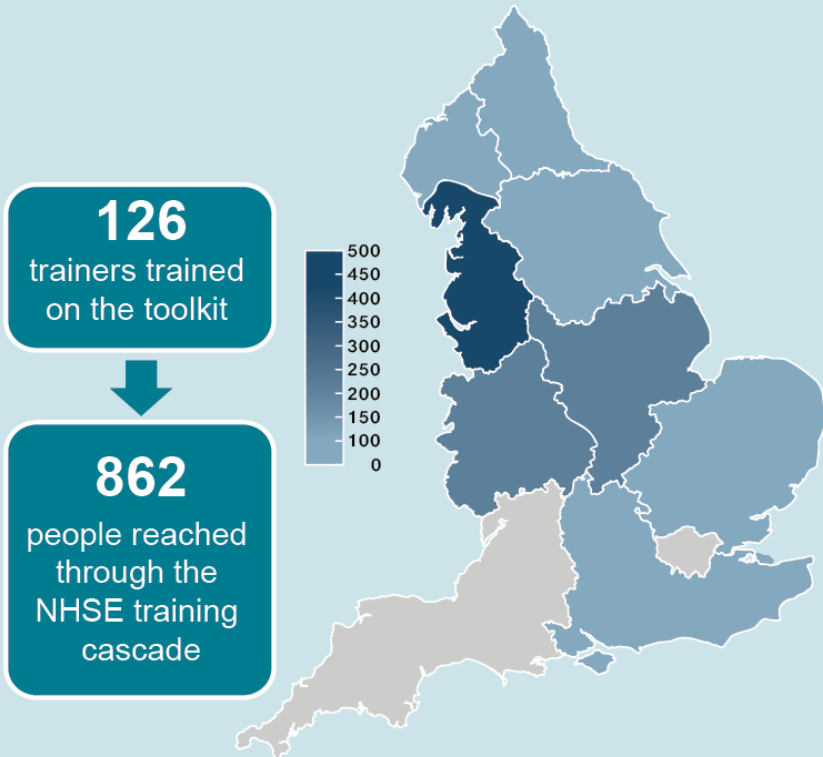 126
trainers trained
on the toolkit
862
people reached
through the
NHSE training
cascade
500
450
400
350
300
250
200
150
100
0